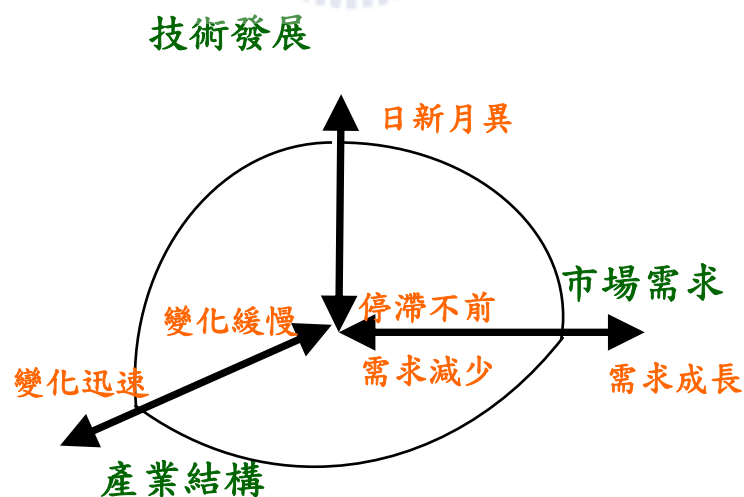 技術發展
日新月異
市場需求
停滯不前
變化緩慢
需求減少
需求成長
變化迅速
產業結構